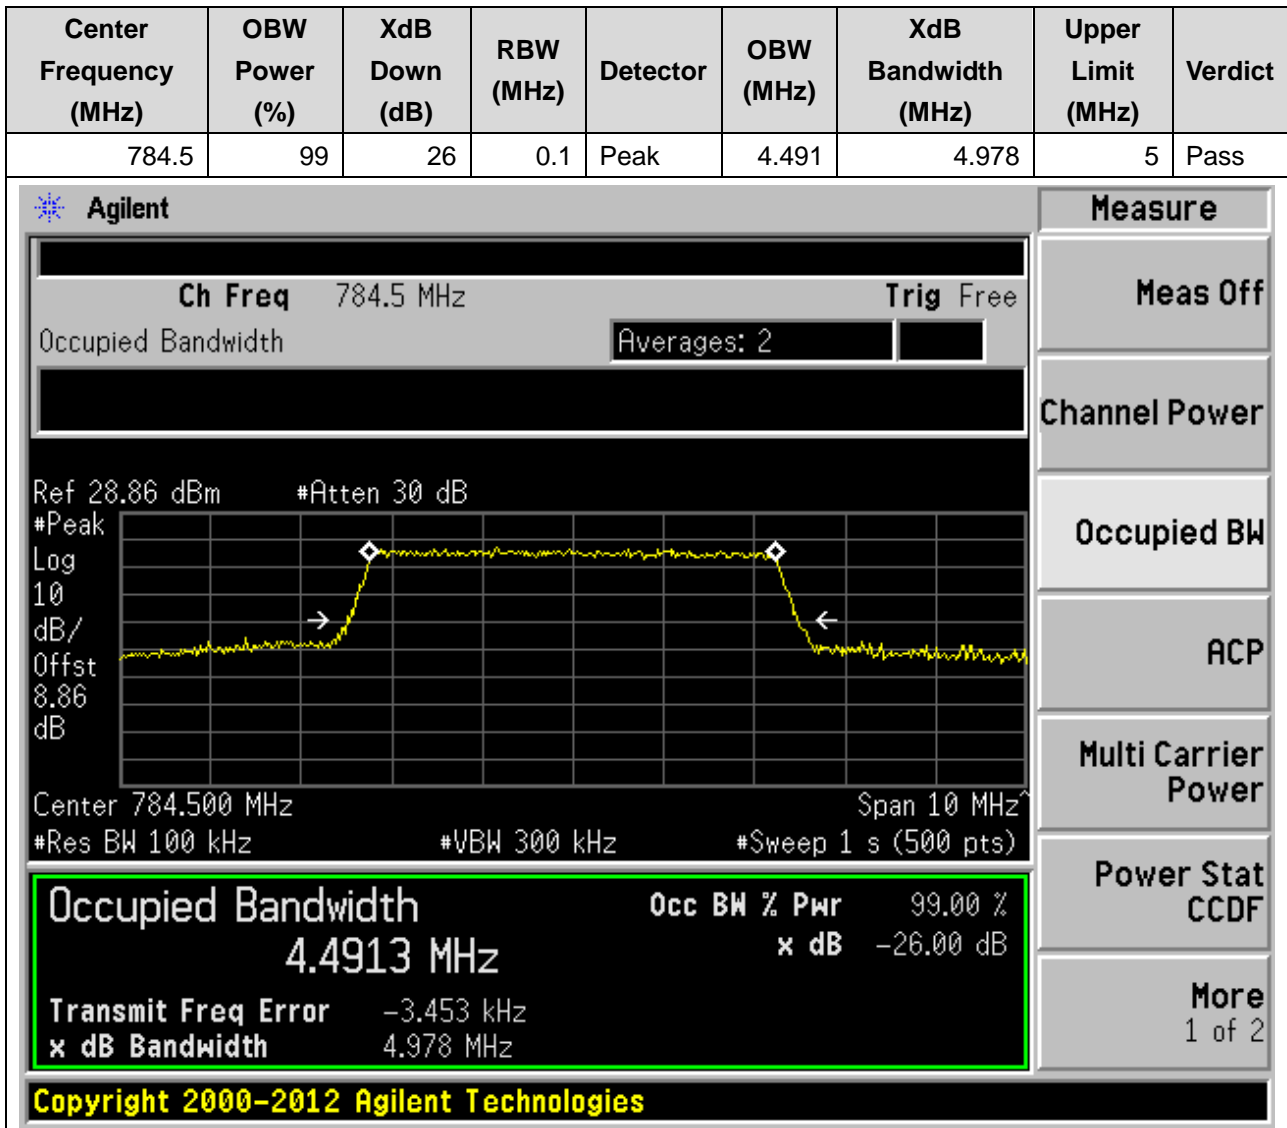 Center Frequency (MHz) OBW Power (%) XdB Down (dB) RBW (MHz) Detector OBW (MHz) XdB Bandwidth (MHz) Upper Limit (MHz) Verdict
784.5 99 26 0.1 Peak 4.491 4.978 5 Pass
Agilent
Measure
Ch Freq 784.5 MHz Trig Free
Meas Off
Occupied Bandwidth Averages: 2
Channel Power
Ref 28.86 dBm #Atten 30 dB
#Peak
Log
10
dB/
Offst
8.86
dB
Occupied BW
ACP
Multi Carrier
Power
Center 784.500 MHz Span 10 MHz^
#Res BW 100 kHz #VBW 300 kHz #Sweep 1 s (500 pts)
Power Stat
CCDF
Occupied Bandwidth Occ BW % Pwr 99.00 %
4.4913 MHz x dB -26.00 dB
More
1 of 2
Transmit Freq Error -3.453 kHz
x dB Bandwidth 4.978 MHz
Copyright 2000-2012 Agilent Technologies